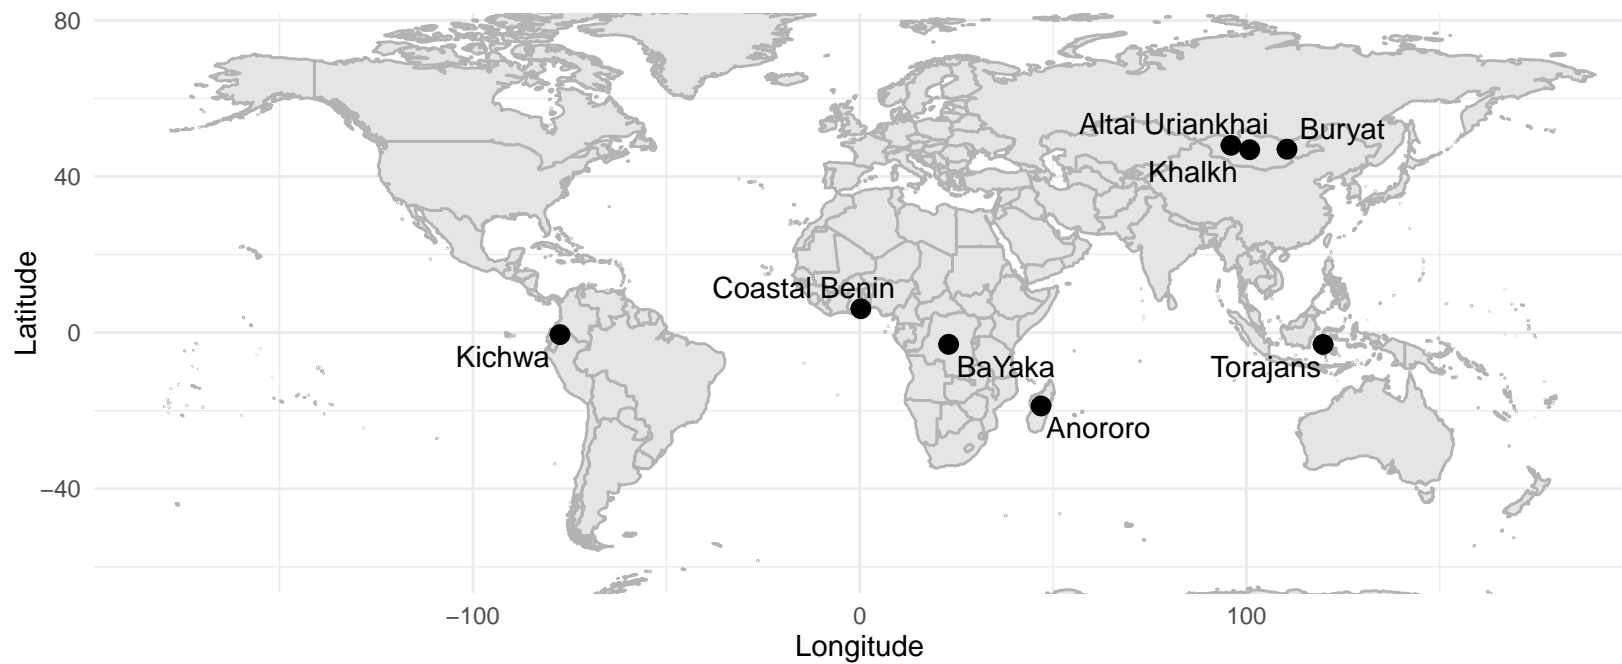 80
Altai Uriankhai
Buryat
Khalkh
40
Coastal Benin
Latitude
0
Kichwa
BaYaka
Torajans
Anororo
−40
−100
0
100
Longitude